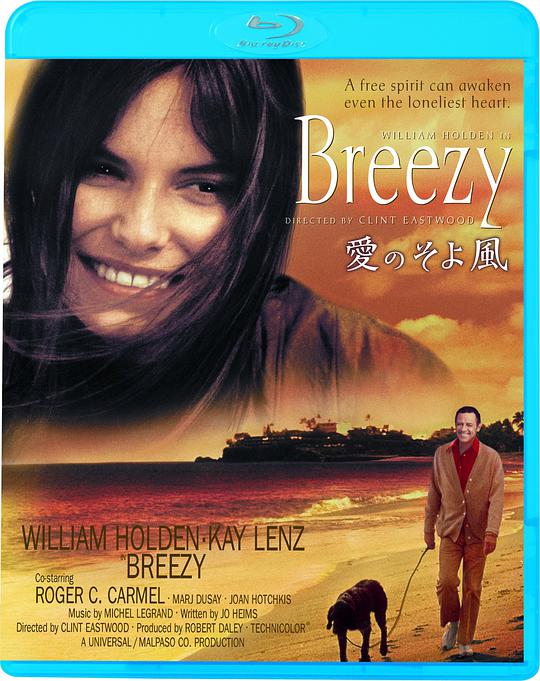 Blu-ray Disc
A free spirit can awaken
even the loneliest heart.
WILLIAM HOLDEN IN
Breezy
DIRECTED BY CLINT EASTWOOD
愛のそよ風
WILLIAM HOLDEN · KAY LENZ
IN BREEZY
Co-starring
ROGER C. CARMEL · MARJ DUSAY · JOAN HOTCHKIS
Music by MICHEL LEGRAND · Written by JO HEIMS
Directed by CLINT EASTWOOD · Produced by ROBERT DALEY · TECHNICOLOR®
A UNIVERSAL/MALPASO CO. PRODUCTION